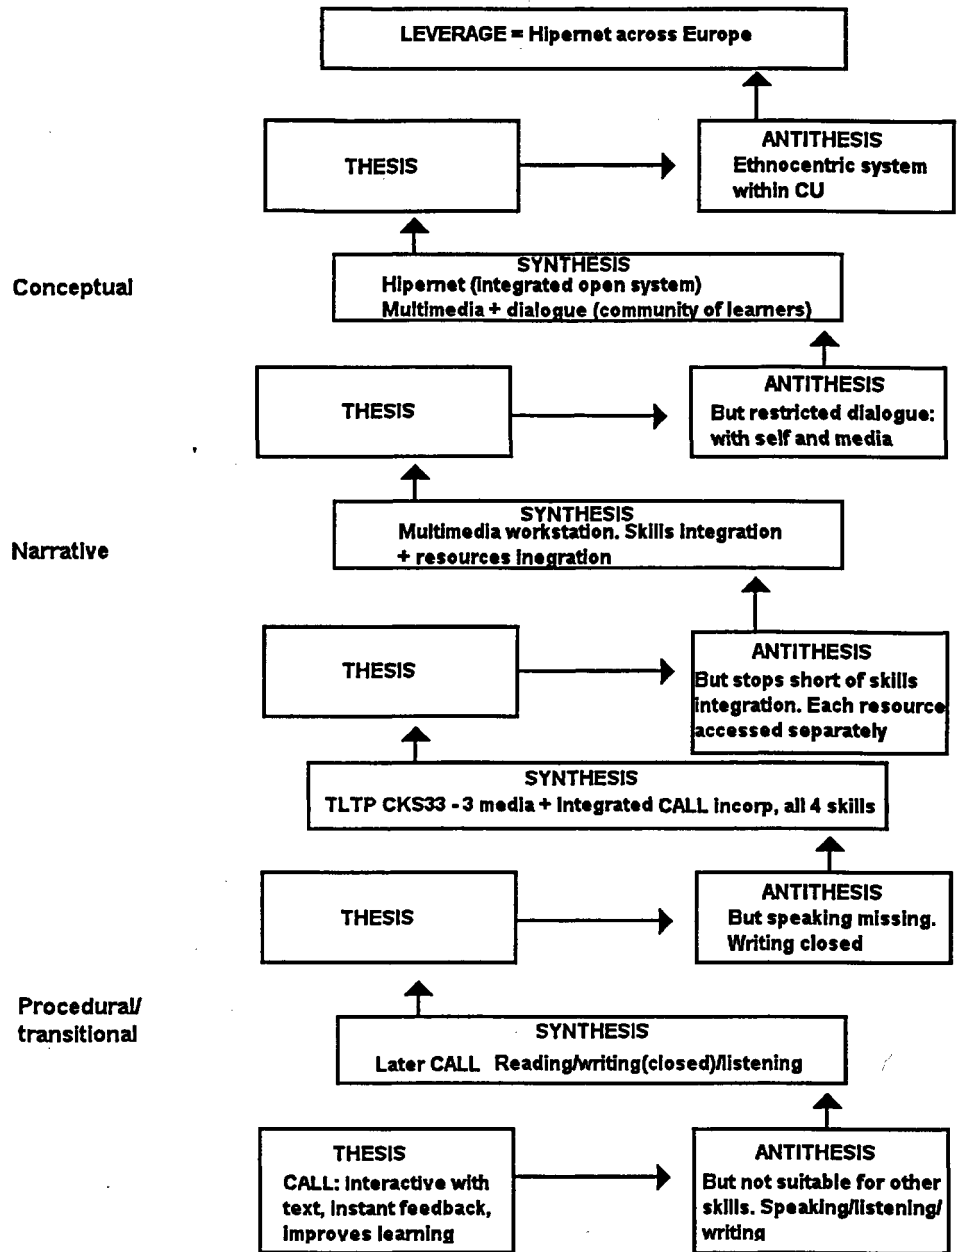 LEVERAGE = Hipernet across Europe
THESIS
ANTITHESIS
Ethnocentric system
within CU
Conceptual
SYNTHESIS
Hipernet (integrated open system)
Multimedia + dialogue (community of learners)
THESIS
ANTITHESIS
But restricted dialogue:
with self and media
Narrative
SYNTHESIS
Multimedia workstation. Skills integration
+ resources inegration
THESIS
ANTITHESIS
But stops short of skills
integration. Each resource
accessed separately
SYNTHESIS
TLTP CKS33 - 3 media + Integrated CALL incorp, all 4 skills
THESIS
ANTITHESIS
But speaking missing.
Writing closed
Procedural/
transitional
SYNTHESIS
Later CALL Reading/writing(closed)/listening
THESIS
CALL: Interactive with
text, instant feedback,
improves learning
ANTITHESIS
But not suitable for other
skills. Speaking/listening/
writing